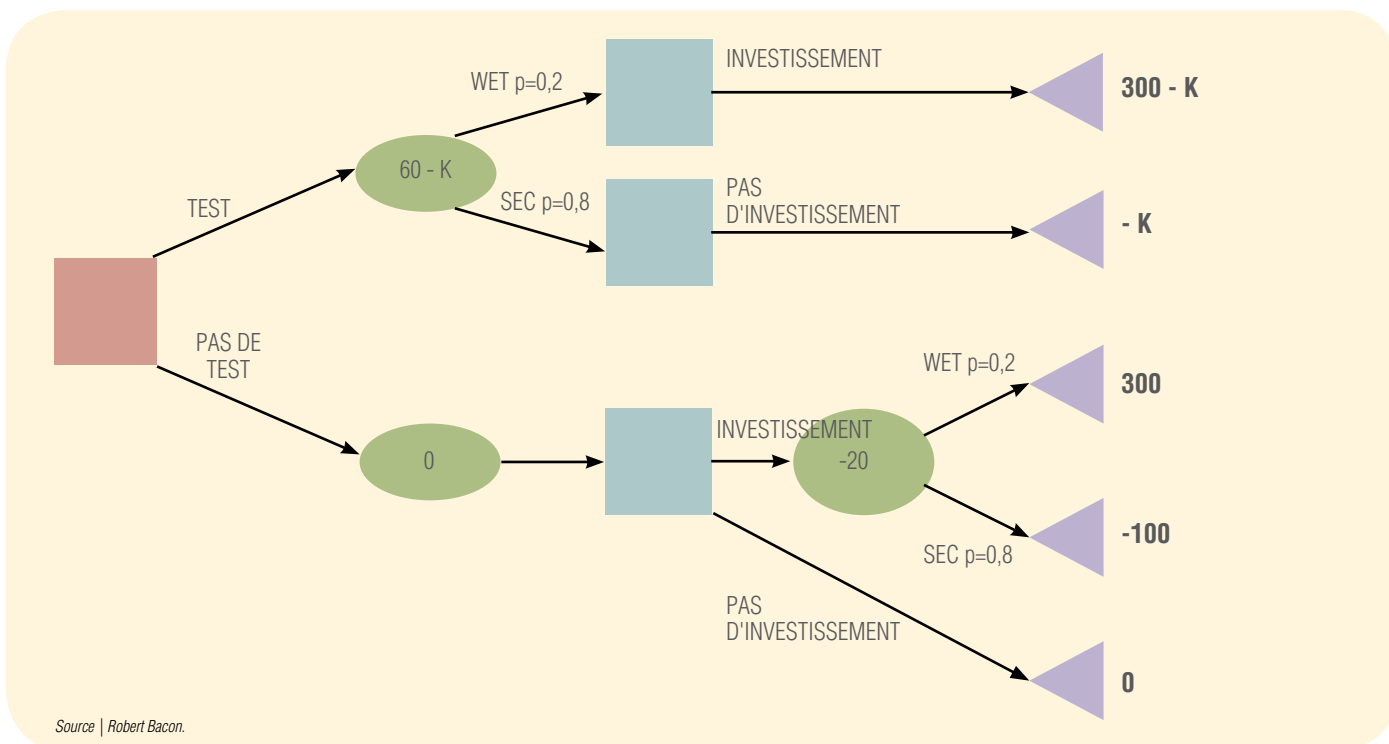 INVESTISSEMENT
WET p=0,2
300 - K
60 - K
PAS
D'INVESTISSEMENT
SEC p=0,8
TEST
- K
PAS DE
TEST
WET p=0,2
300
INVESTISSEMENT
0
-20
-100
SEC p=0,8
PAS
D'INVESTISSEMENT
0
Source | Robert Bacon.